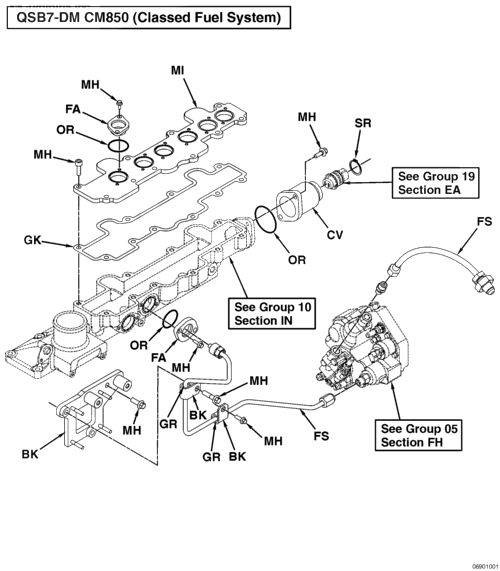 QSB7-DM CM850 (Classed Fuel System)
MI
MH
FA
OR
MH
MH
SR
See Group 19
Section EA
FS
GK
CV
OR
See Group 10
Section IN
OR
FA
MH
MH
GR
BK
MH
BK
MH
GR
BK
FS
See Group 05
Section FH
06901001